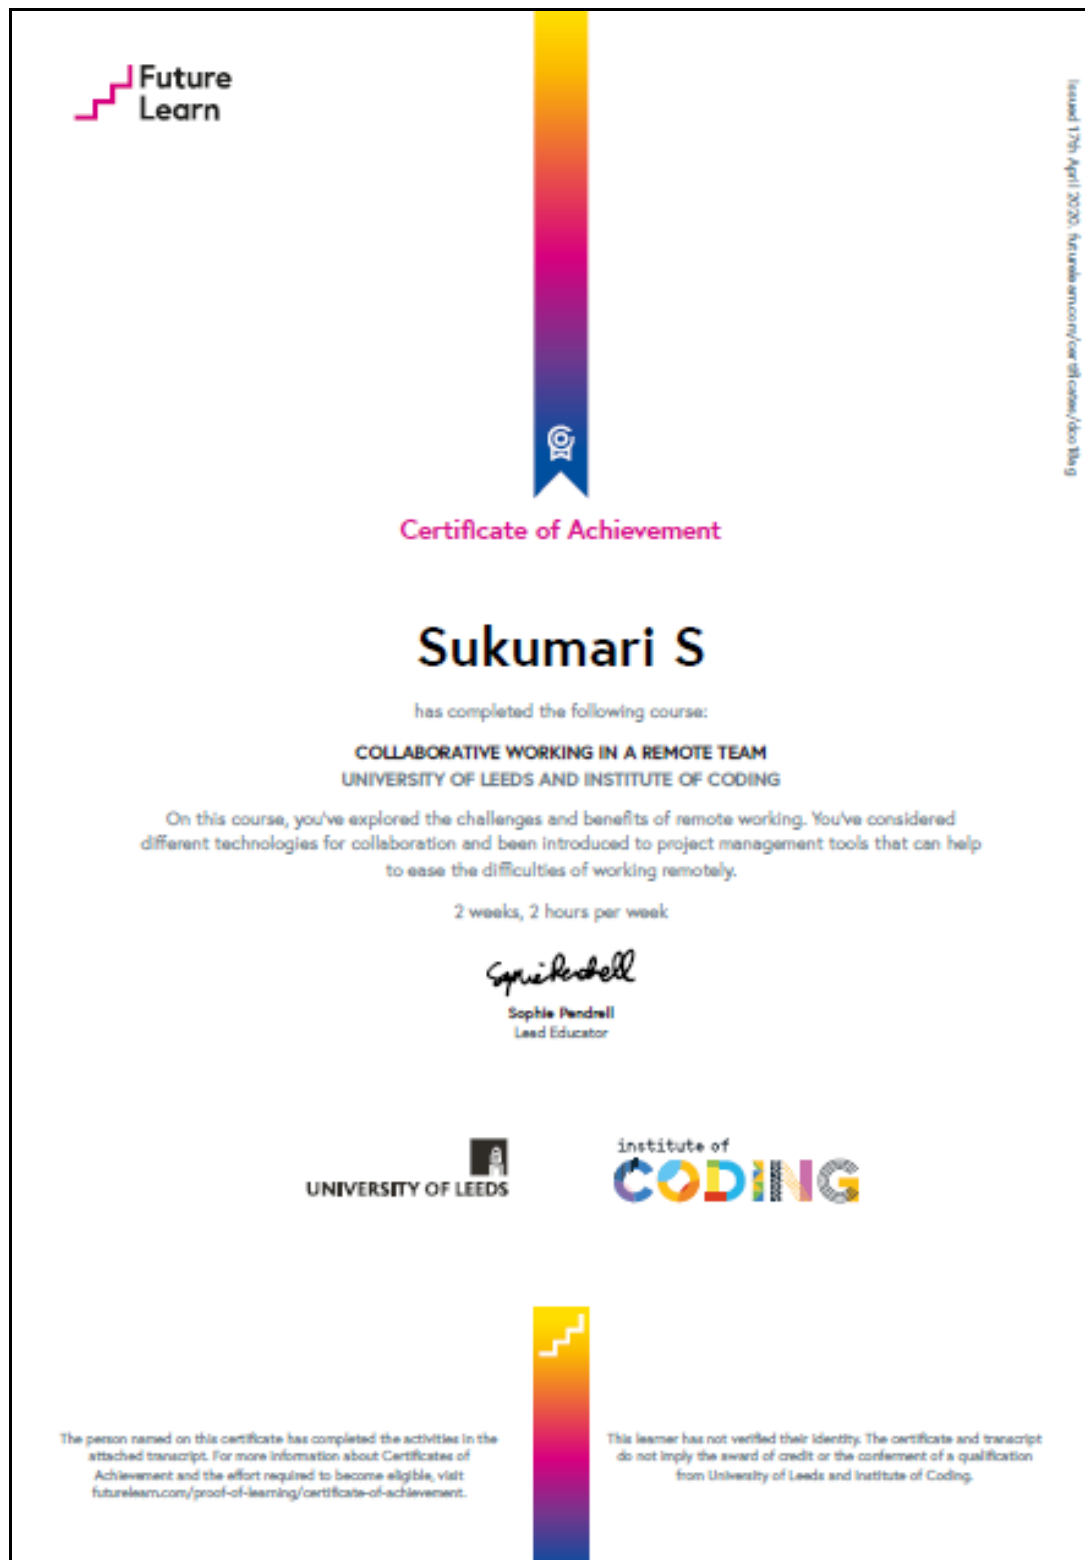 Future
Learn
Issued 17th April 2020. futurelearn.com/certificates/
Certificate of Achievement
Sukumari S
has completed the following course:
COLLABORATIVE WORKING IN A REMOTE TEAM
UNIVERSITY OF LEEDS AND INSTITUTE OF CODING
On this course, you've explored the challenges and benefits of remote working. You've considered
different technologies for collaboration and been introduced to project management tools that can help
to ease the difficulties of working remotely.
2 weeks, 2 hours per week
Sophie Pendrell
Sophie Pendrell
Lead Educator
UNIVERSITY OF LEEDS
institute of
CODING
The person named on this certificate has completed the activities in the
attached transcript. For more information about Certificates of
Achievement and the effort required to become eligible, visit
futurelearn.com/proof-of-learning/certificate-of-achievement.
This learner has not verified their identity. The certificate and transcript
do not imply the award of credit or the conferment of a qualification
from University of Leeds and Institute of Coding.